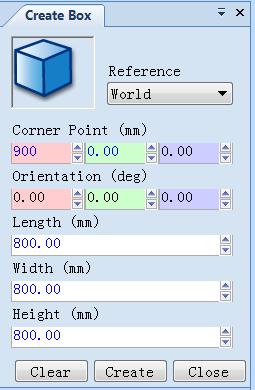 Create Box
Reference
World
Corner Point (mm)
900 0.00 0.00
Orientation (deg)
0.00 0.00 0.00
Length (mm)
800.00
Width (mm)
800.00
Height (mm)
800.00
Clear Create Close